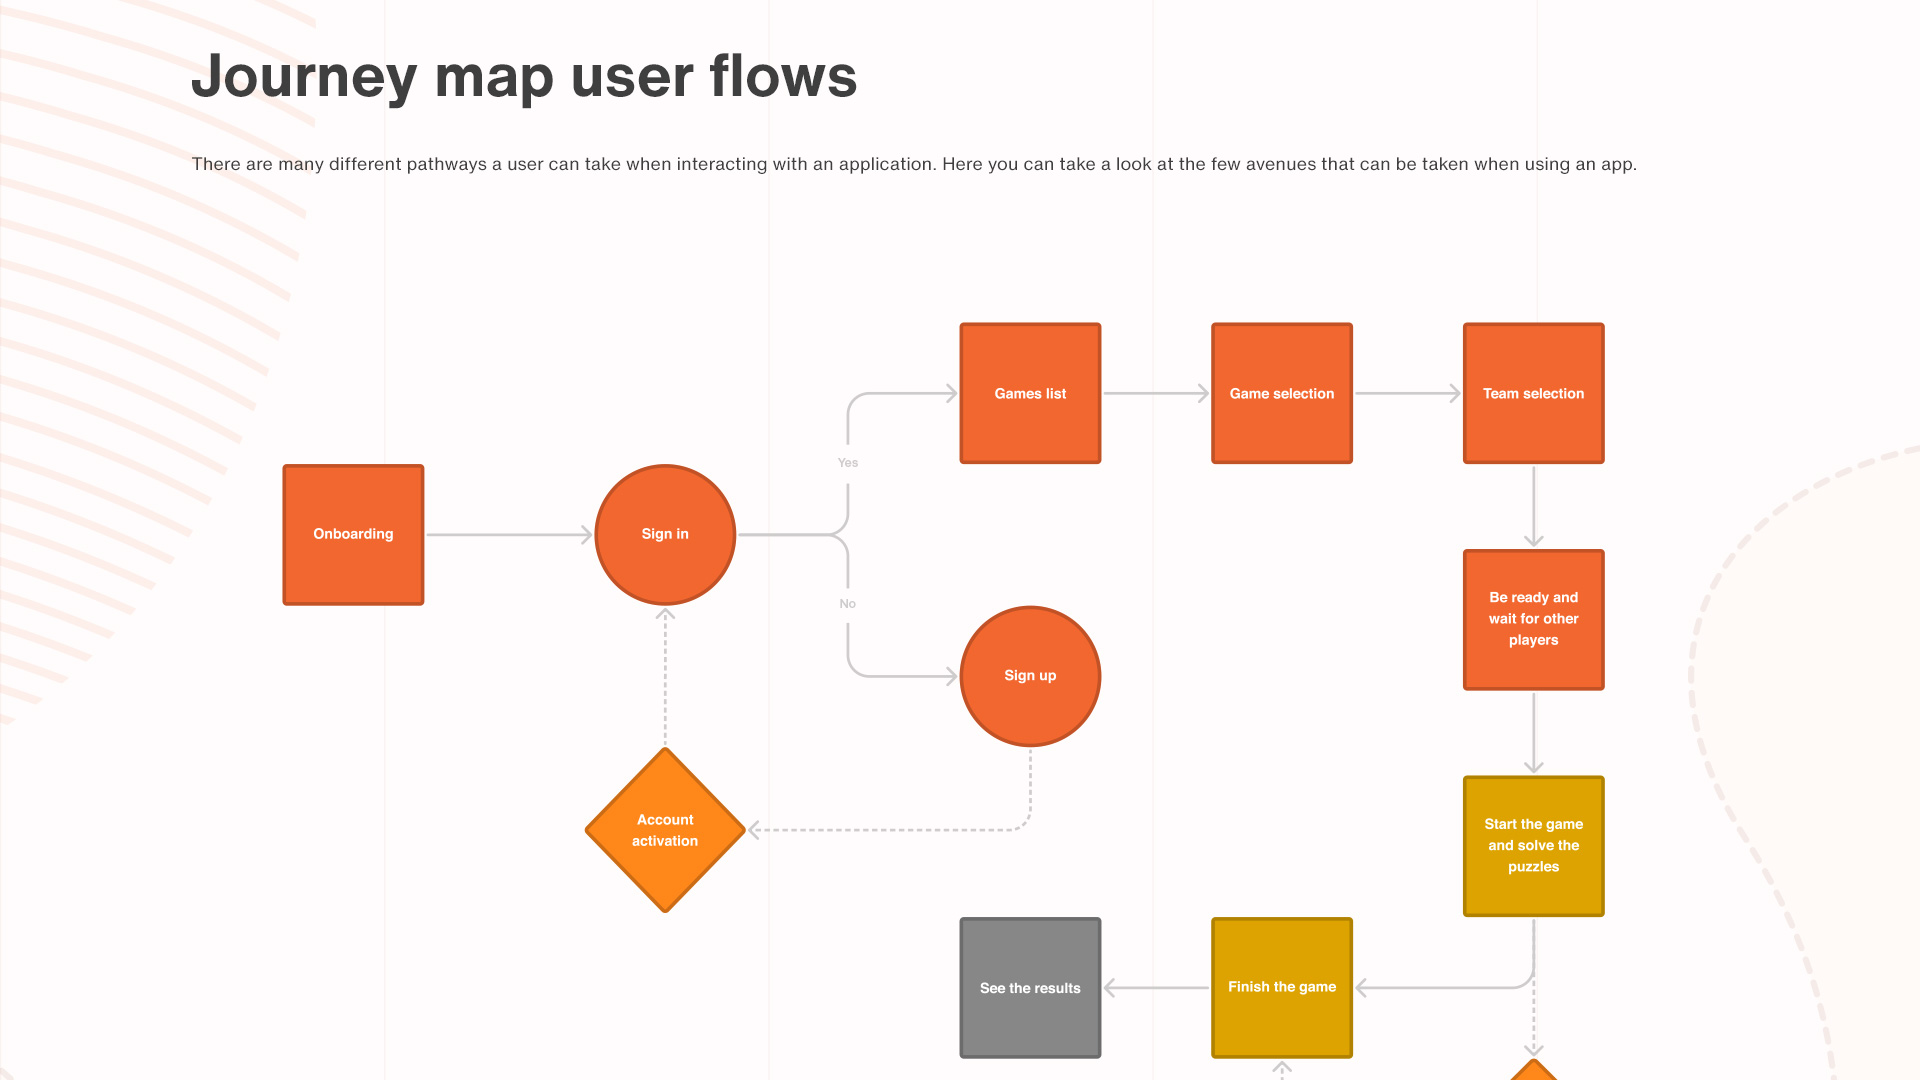 Journey map user flows
There are many different pathways a user can take when interacting with an application. Here you can take a look at the few avenues that can be taken when using an app.
Games list
Game selection
Team selection
Yes
Onboarding
Sign in
No
Be ready and
wait for other
players
Sign up
Account
activation
Start the game
and solve the
puzzles
See the results
Finish the game